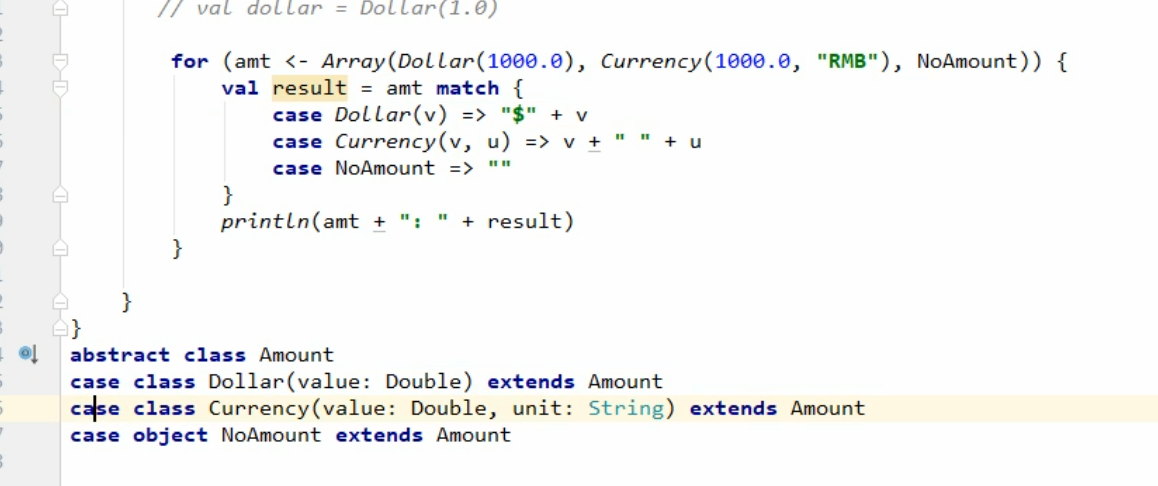 // val dollar = Dollar(1.0)
for (amt <- Array(Dollar(1000.0), Currency(1000.0, "RMB"), NoAmount)) {
val result = amt match {
case Dollar(v) => "$" + v
case Currency(v, u) => v + " " + u
case NoAmount => ""
}
println(amt + ": " + result)
}
}
}
abstract class Amount
case class Dollar(value: Double) extends Amount
case class Currency(value: Double, unit: String) extends Amount
case object NoAmount extends Amount